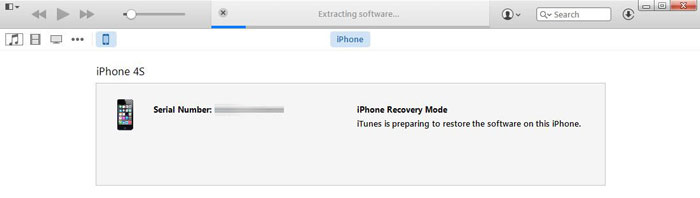 Extracting software...
Search
iPhone
iPhone 4S
Serial Number:
iPhone Recovery Mode
iTunes is preparing to restore the software on this iPhone.